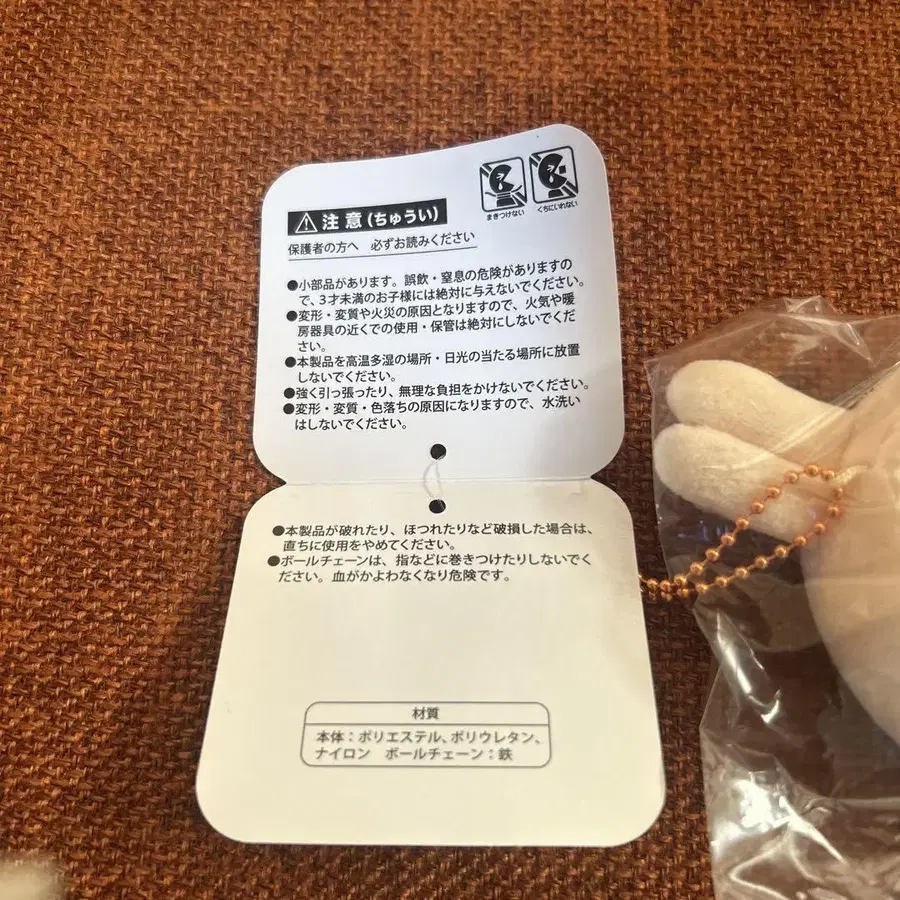 まきつけない
くちにいれない
注意(ちゅうい)
保護者の方へ 必ずお読みください
●小部品があります。誤飲・窒息の危険がありますの
で、3才未満のお子様には絶対に与えないでください。
●変形・変質や火災の原因となりますので、火気や暖
房器具の近くでの使用・保管は絶対にしないでくだ
さい。
●本製品を高温多湿の場所・日光の当たる場所に放置
しないでください。
●強く引っ張ったり、無理な負担をかけないでください。
●変形・変質・色落ちの原因になりますので、水洗い
はしないでください。
●本製品が破れたり、ほつれたりなど破損した場合は、
直ちに使用をやめてください。
●ボールチェーンは、指などに巻きつけたりしないでく
ださい。血がかよわなくなり危険です。
材質
本体：ポリエステル、ポリウレタン、
ナイロン ボールチェーン：鉄